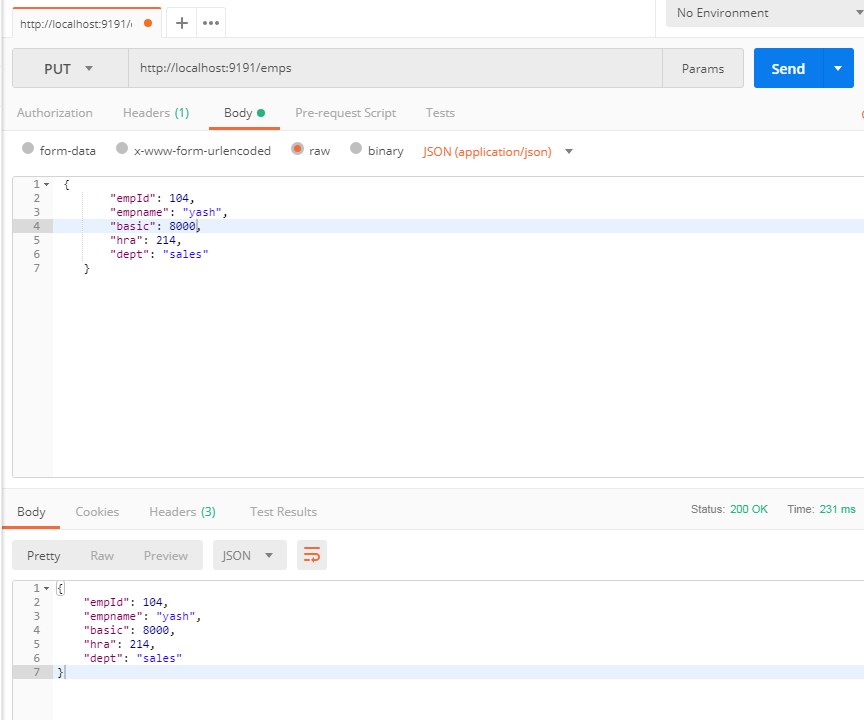 http://localhost:9191/
No Environment
PUT http://localhost:9191/emps Params Send
Authorization Headers (1) Body Pre-request Script Tests
form-data x-www-form-urlencoded raw binary JSON (application/json)
1 {
2 "empId": 104,
3 "empname": "yash",
4 "basic": 8000,
5 "hra": 214,
6 "dept": "sales"
7 }
Body Cookies Headers (3) Test Results Status: 200 OK Time: 231 ms
Pretty Raw Preview JSON
1 {
2 "empId": 104,
3 "empname": "yash",
4 "basic": 8000,
5 "hra": 214,
6 "dept": "sales"
7 }